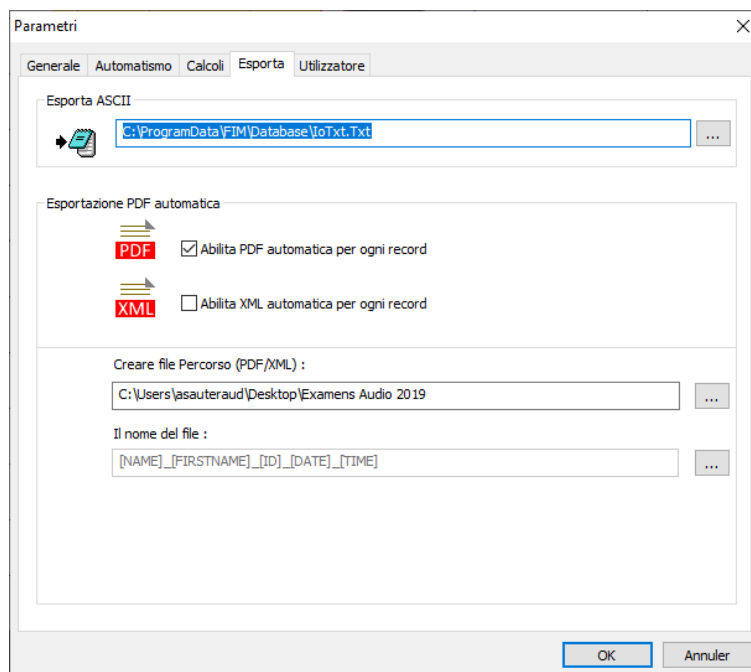 Parametri
Generale Automatismo Calcoli Esporta Utilizzatore
Esporta ASCII
C:\ProgramData\FIM\Database\IoTxt.Txt
...
Esportazione PDF automatica
PDF
Abilita PDF automatica per ogni record
XML
Abilita XML automatica per ogni record
Creare file Percorso (PDF/XML) :
C:\Users\asauteraud\Desktop\Examens Audio 2019
...
Il nome del file :
[NAME]_[FIRSTNAME]_[ID]_[DATE]_[TIME]
...
OK Annuler